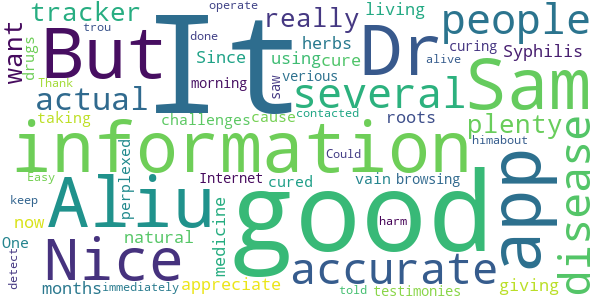 tracker
operate
done
trou
living
people
really
Want
drugs
But
It
Dr
herbs
curing
Syphilis
Since
using
cure
Thank
saw
alive
actual
morning
verious
Sam
several
taking
challenges
cause
contacted
roots
plenty
information
perplexed
Could
himabout
disease
Easy
Internet
vain
browsing
app
Aliu
cured
good
keep
medicine
now
natural
harm
One
Nice
accurate
detect
appreciate
giving
months
immediately
told
testimonies